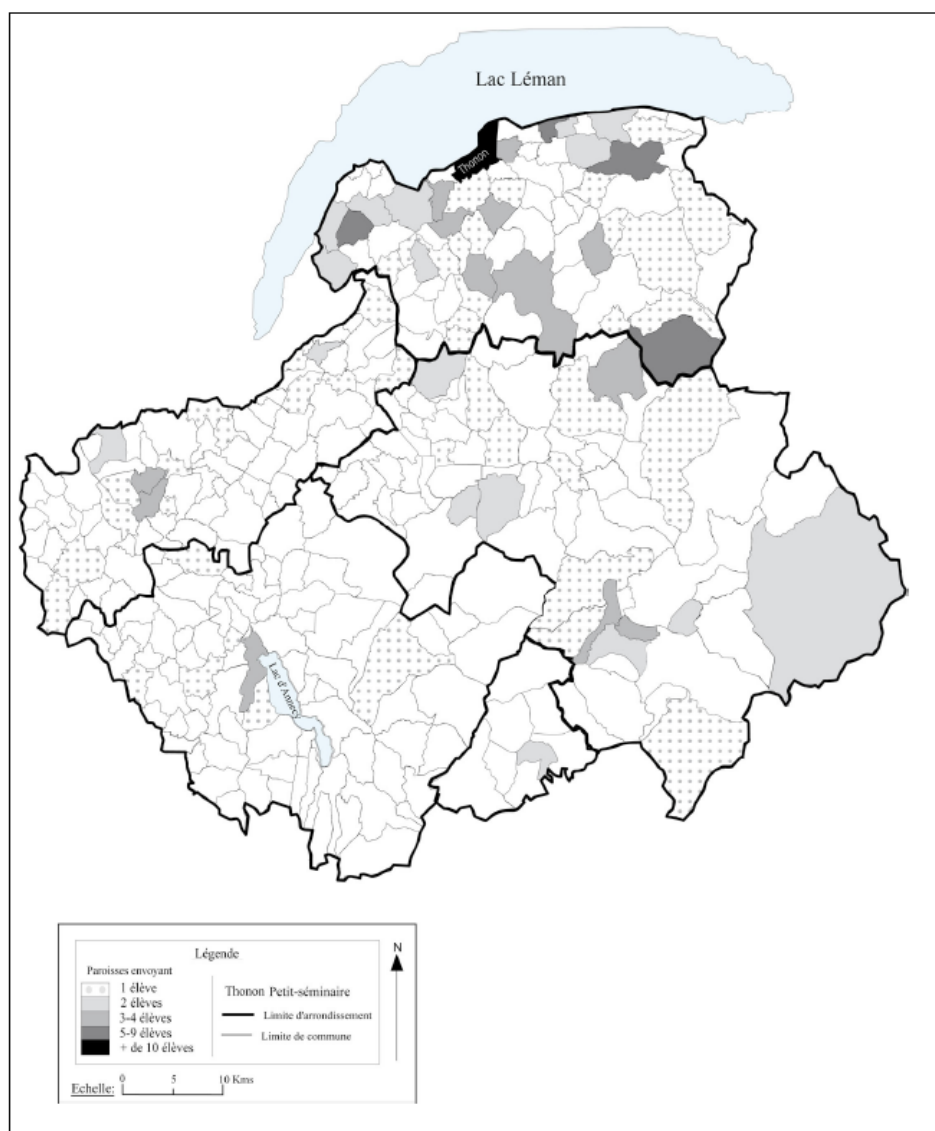 Lac Léman
Thonon
Lac d'Annecy
Légende
Paroisses envoyant
1 élève
2 élèves
3-4 élèves
5-9 élèves
+ de 10 élèves
Thonon Petit-séminaire
Limite d'arrondissement
Limite de commune
N
Echelle: 0 5 10 Kms